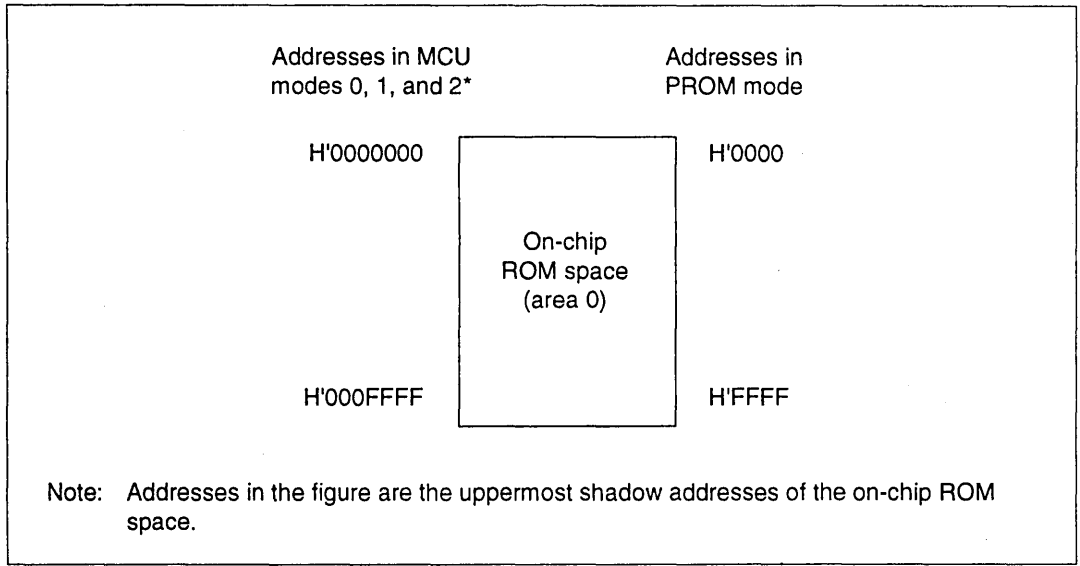 Addresses in MCU
modes 0, 1, and 2*
Addresses in
PROM mode
H'0000000
H'0000
On-chip
ROM space
(area 0)
H'000FFFF
H'FFFF
Note: Addresses in the figure are the uppermost shadow addresses of the on-chip ROM
space.